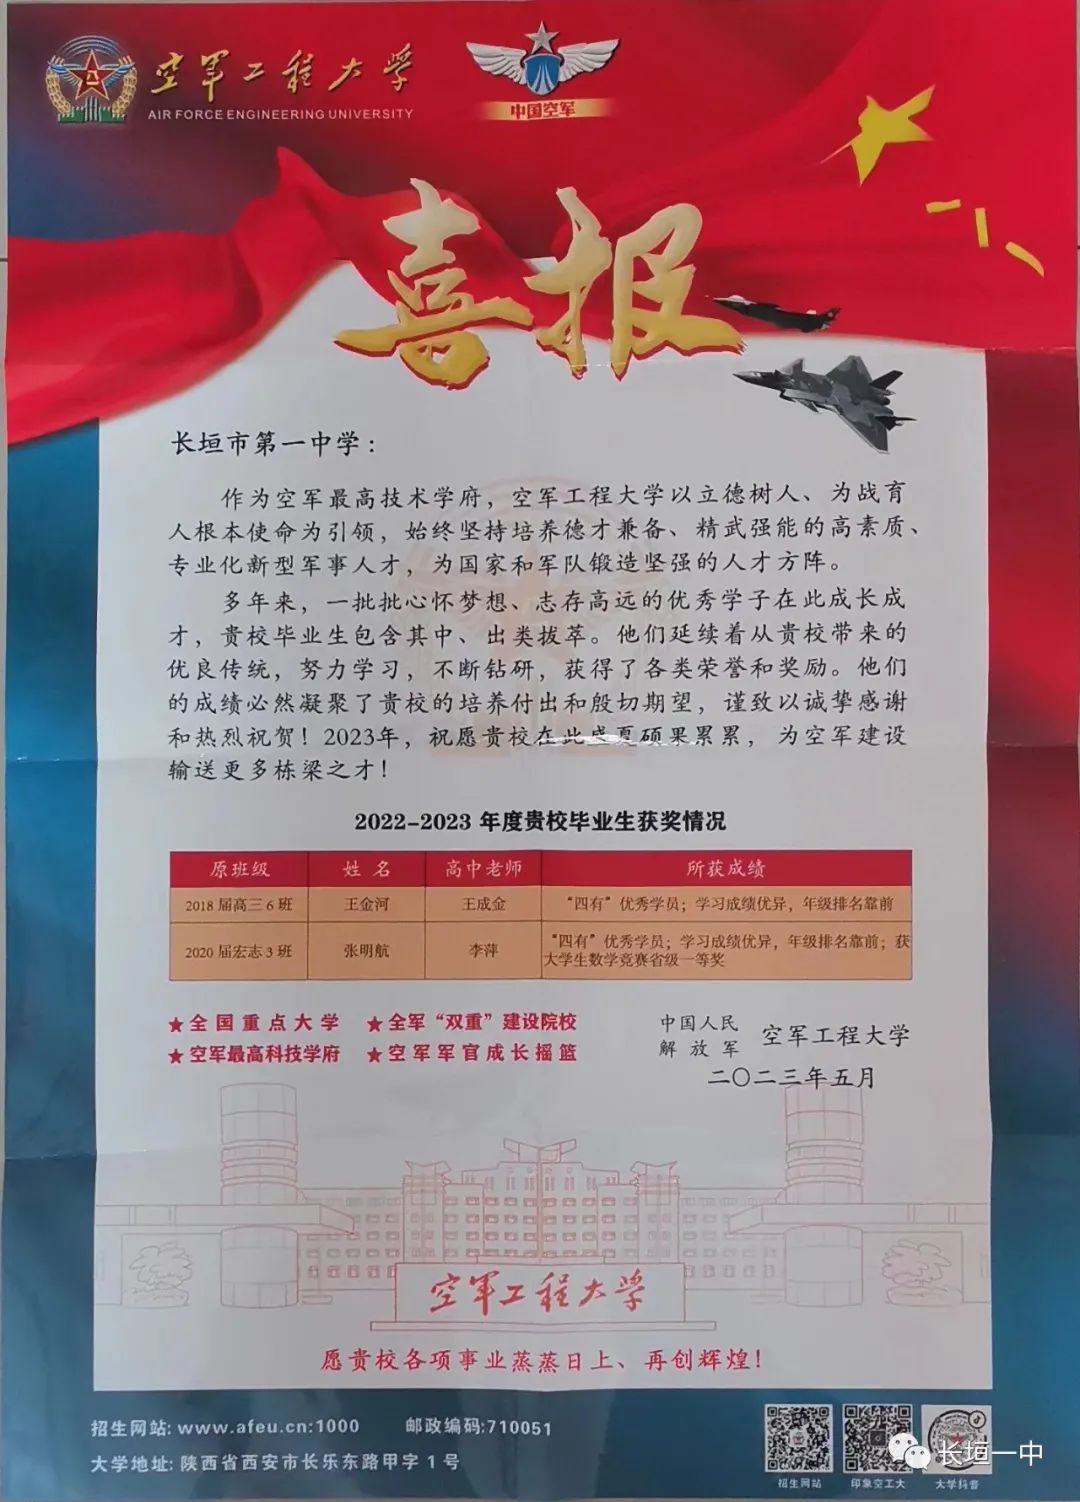 空军工程大学
AIR FORCE ENGINEERING UNIVERSITY
中国空军
喜报
长垣市第一中学：
作为空军最高技术学府，空军工程大学以立德树人、为战育
人根本使命为引领，始终坚持培养德才兼备、精武强能的高素质、
专业化新型军事人才，为国家和军队锻造坚强的人才方阵。
多年来，一批批心怀梦想、志存高远的优秀学子在此成长成
才，贵校毕业生包含其中、出类拔萃。他们延续着从贵校带来的
优良传统，努力学习，不断钻研，获得了各类荣誉和奖励。他们
的成绩必然凝聚了贵校的培养付出和殷切期望，谨致以诚挚感谢
和热烈祝贺！2023年，祝愿贵校在此盛夏硕果累累，为空军建设
输送更多栋梁之才！
2022-2023 年度贵校毕业生获奖情况
原班级 姓 名 高中老师 所获成绩
2018 届高三 6 班 王金河 王成金 “四有”优秀学员；学习成绩优异，年级排名靠前
2020 届宏志 3 班 张明航 李萍 “四有”优秀学员；学习成绩优异，年级排名靠前；获
大学生数学竞赛省级一等奖
★全国重点大学 ★全军“双重”建设院校
★空军最高科技学府 ★空军军官成长摇篮
中国人民
解放军 空军工程大学
二〇二三年五月
空军工程大学
愿贵校各项事业蒸蒸日上、再创辉煌！
招生网站: www.afeu.cn:1000 邮政编码:710051
大学地址: 陕西省西安市长乐东路甲字 1 号
招生网站 印象空工大 大学抖音
长垣一中